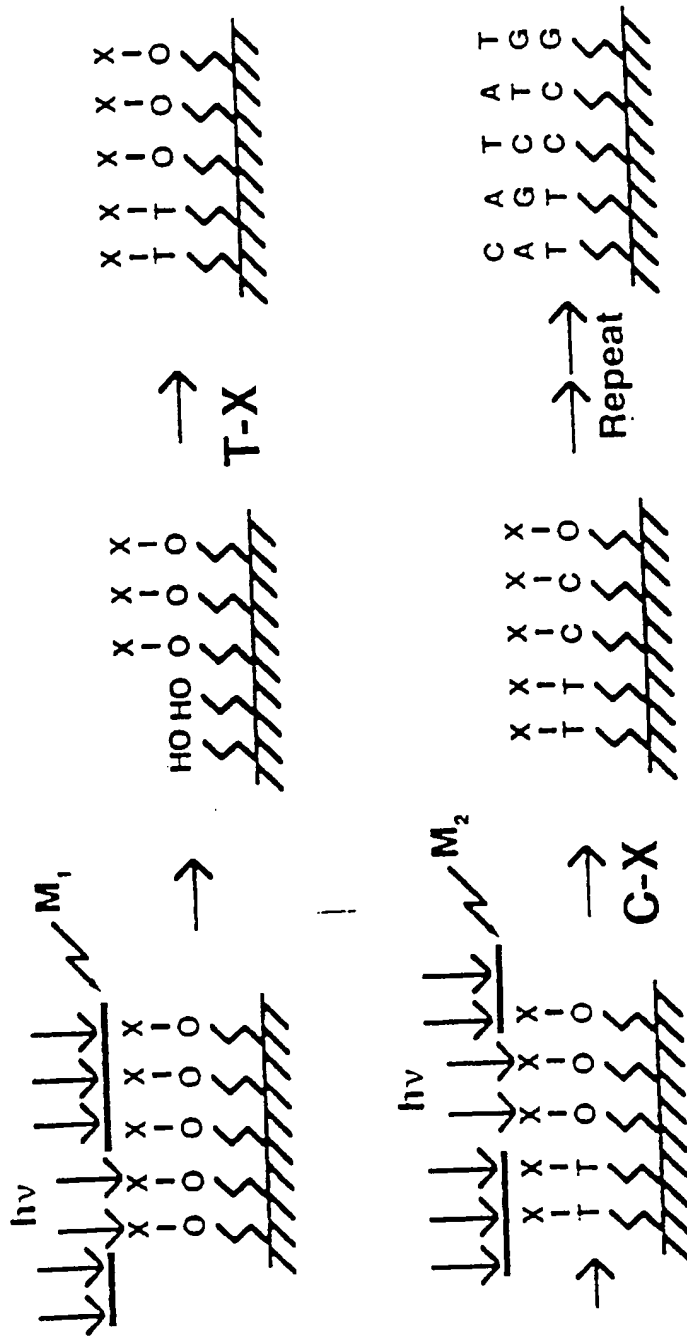 hν
M₁
X X X X X
O O O O O
X X X
HO HO O O O
T-X
X X X X X
T T O O O
hν
M₂
X X X X X
T T O O O
C-X
X X X X X
T T C C O
Repeat
C A T A T
A G C T G
T T C C G